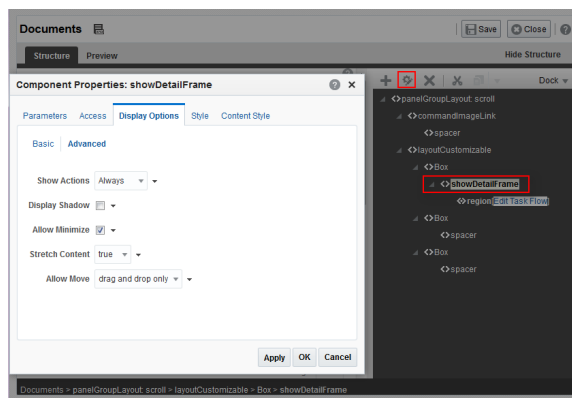 Documents
Save Close
Structure Preview Hide Structure
Dock
Component Properties: showDetailFrame
Parameters Access Display Options Style Content Style
Basic Advanced
Show Actions Always
Display Shadow
Allow Minimize
Stretch Content true
Allow Move drag and drop only
Apply OK Cancel
panelGroupLayout: scroll
commandImageLink
spacer
layoutCustomizable
Box
showDetailFrame
region Edit Task Flow
Box
spacer
Box
spacer
Documents > panelGroupLayout: scroll > layoutCustomizable > Box > showDetailFrame